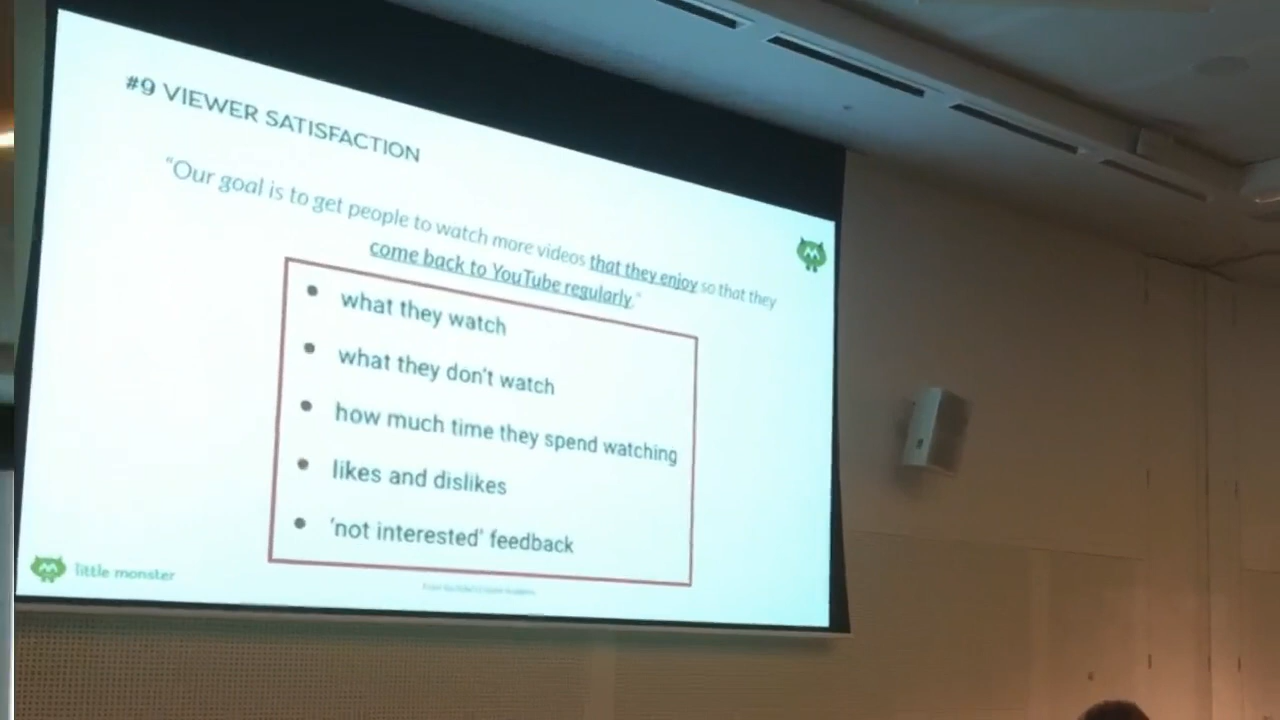 #9 VIEWER SATISFACTION
"Our goal is to get people to watch more videos that they enjoy so that they
come back to YouTube regularly."
• what they watch
• what they don't watch
• how much time they spend watching
• likes and dislikes
• 'not interested' feedback
little monster